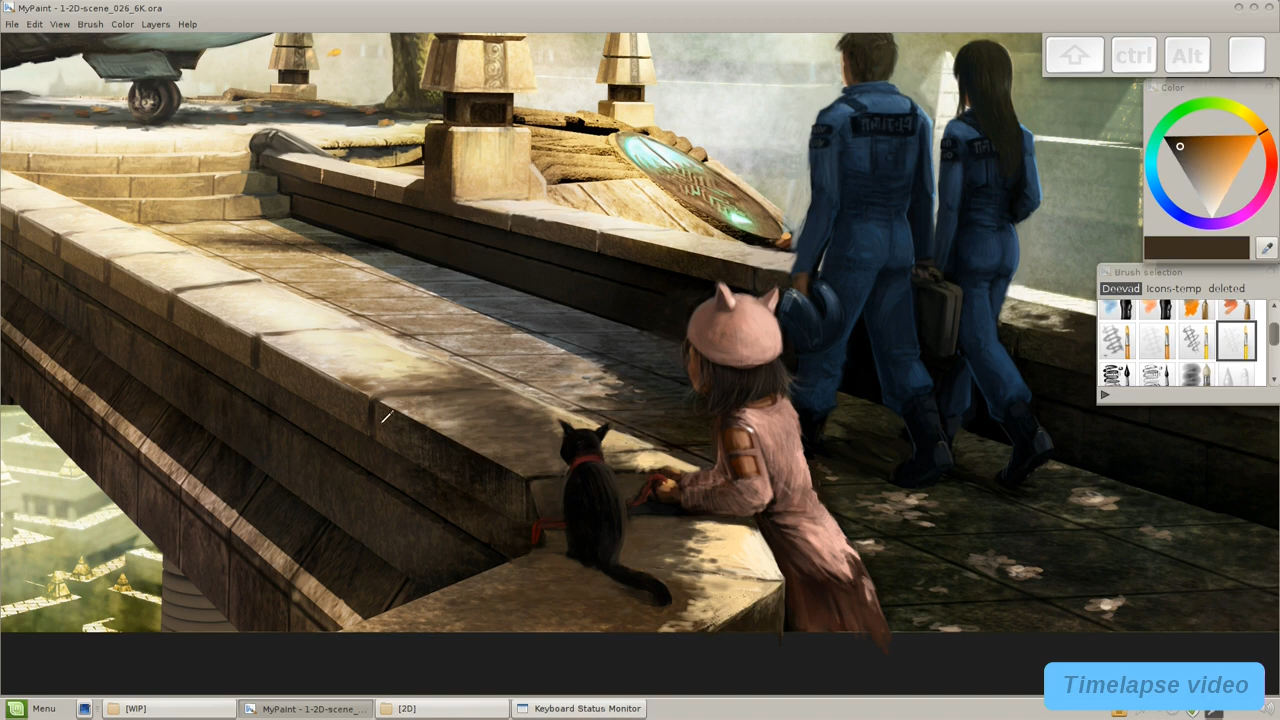 MyPaint - 1-2D-scene_026_6K.ora
File Edit View Brush Color Layers Help
ctrl Alt
Color
Brush selection
Deevad Icons-temp deleted
Timelapse video
Menu [WIP] MyPaint - 1-2D-scene_... [2D] Keyboard Status Monitor